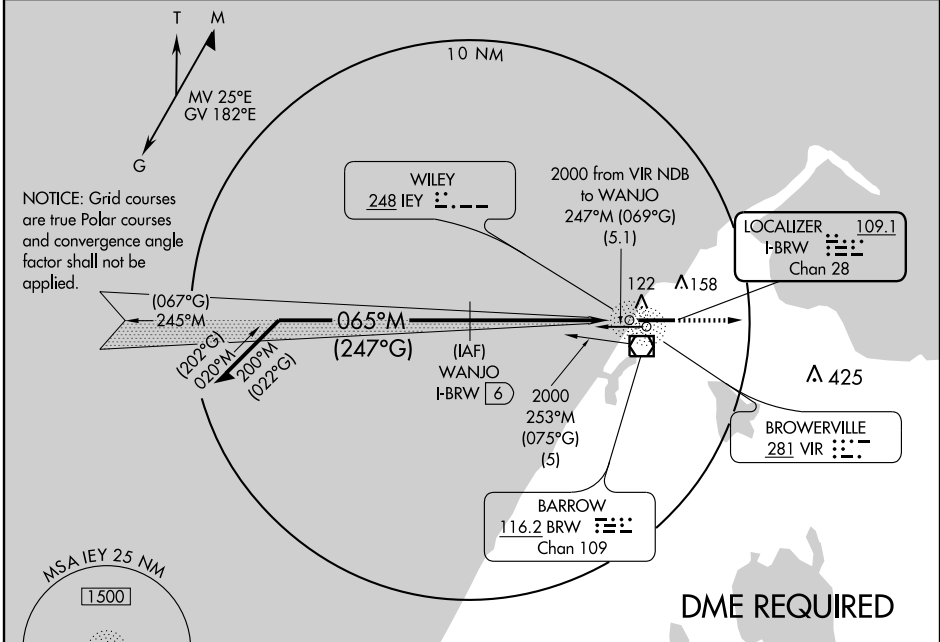 T M
10 NM
MV 25°E
GV 182°E
G
NOTICE: Grid courses
are true Polar courses
and convergence angle
factor shall not be
applied.
WILEY
248 IEY
2000 from VIR NDB
to WANJO
247°M (069°G)
(5.1)
LOCALIZER 109.1
I-BRW
Chan 28
122
158
(067°G)
245°M
065°M
(247°G)
(202°G)
020°M
200°M
(022°G)
(IAF)
WANJO
I-BRW 6
2000
253°M
(075°G)
(5)
425
BROWERVILLE
281 VIR
BARROW
116.2 BRW
Chan 109
MSA IEY 25 NM
1500
DME REQUIRED